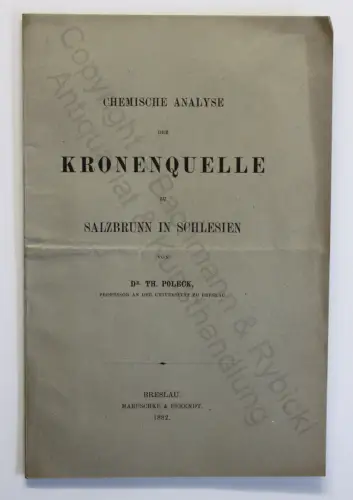 CHEMISCHE ANALYSE
DER
KRONENQUELLE
ZU
SALZBRUNN IN SCHLESIEN
VON
DR. TH. POLECK,
PROFESSOR AN DER UNIVERSITÄT ZU BRESLAU.
BRESLAU.
MARUSCHKE & BERENDT.
1882.
Copyright Bachmann & Rybicki
Antiquariat & Kunsthandlung